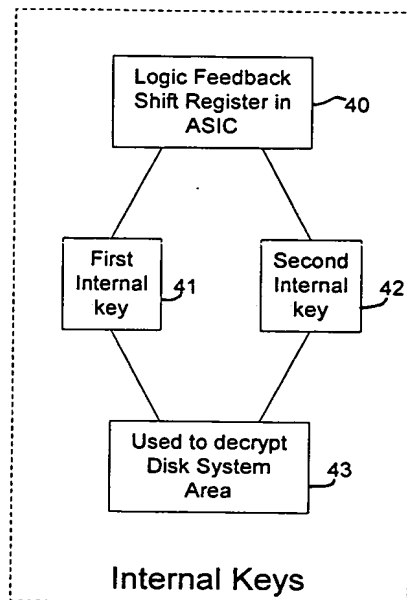 Logic Feedback
Shift Register in
ASIC
40
First
Internal
key
41
Second
Internal
key
42
Used to decrypt
Disk System
Area
43
Internal Keys